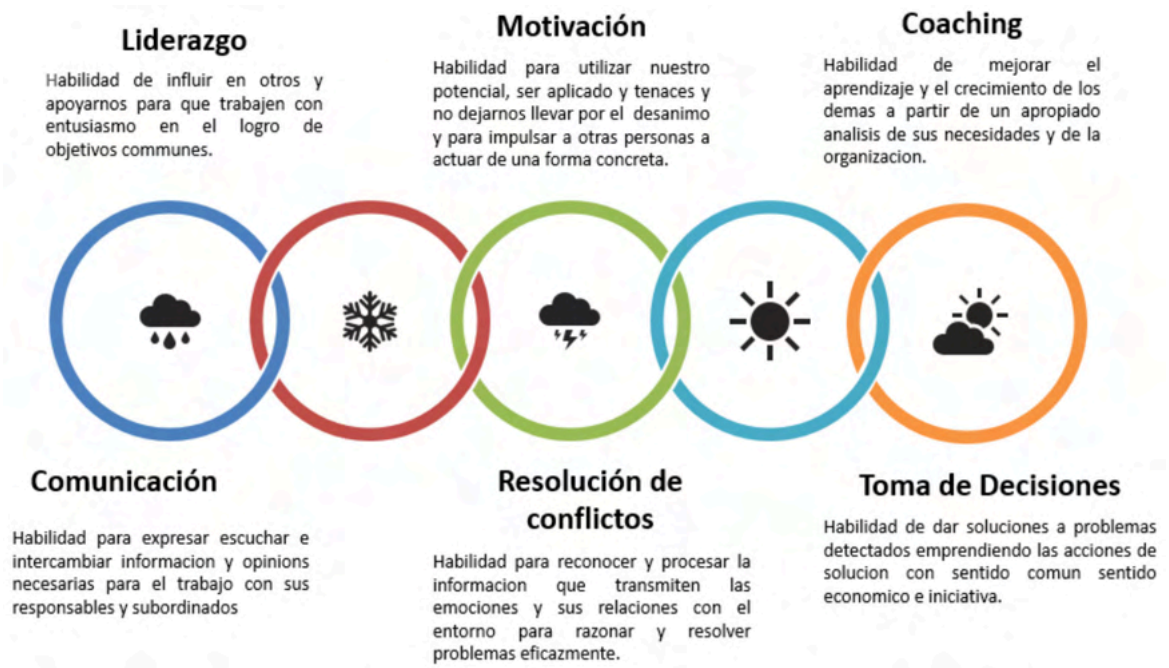 Liderazgo
Habilidad de influir en otros y
apoyarnos para que trabajen con
entusiasmo en el logro de
objetivos communes.
Motivación
Habilidad para utilizar nuestro
potencial, ser aplicado y tenaces y
no dejarnos llevar por el desanimo
y para impulsar a otras personas a
actuar de una forma concreta.
Coaching
Habilidad de mejorar el
aprendizaje y el crecimiento de los
demas a partir de un apropiado
analisis de sus necesidades y de la
organizacion.
Comunicación
Habilidad para expresar escuchar e
intercambiar informacion y opinions
necesarias para el trabajo con sus
responsables y subordinados
Resolución de
conflictos
Habilidad para reconocer y procesar la
informacion que transmiten las
emociones y sus relaciones con el
entorno para razonar y resolver
problemas eficazmente.
Toma de Decisiones
Habilidad de dar soluciones a problemas
detectados emprendiendo las acciones de
solucion con sentido comun sentido
economico e iniciativa.